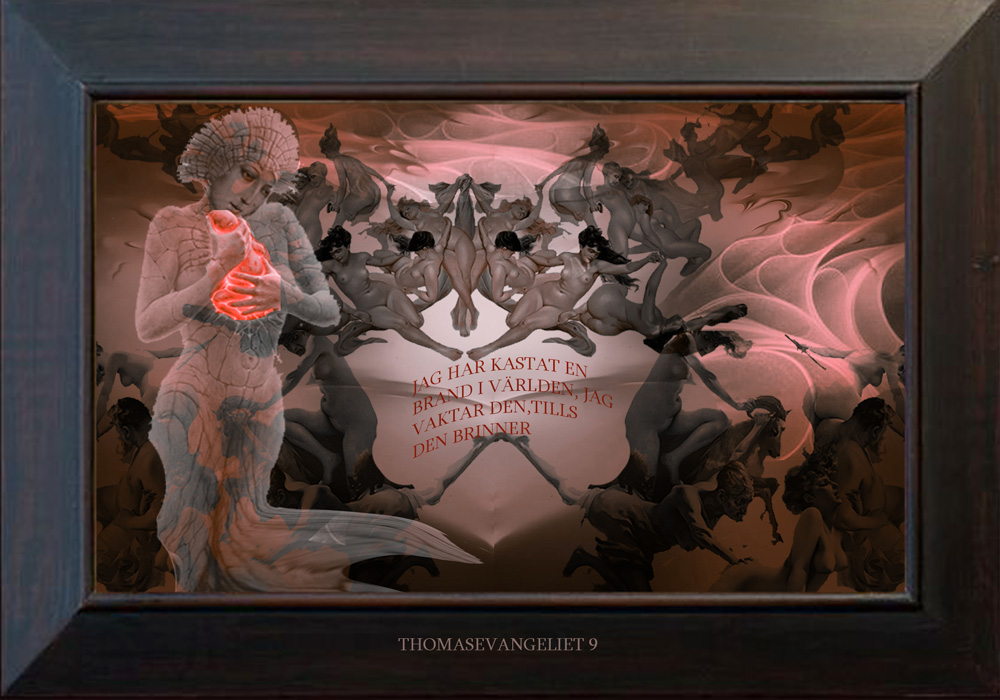 JAG HAR KASTAT EN
BRAND I VÄRLDEN, JAG
VAKTAR DEN,TILLS
DEN BRINNER
THOMASEVANGELIET 9